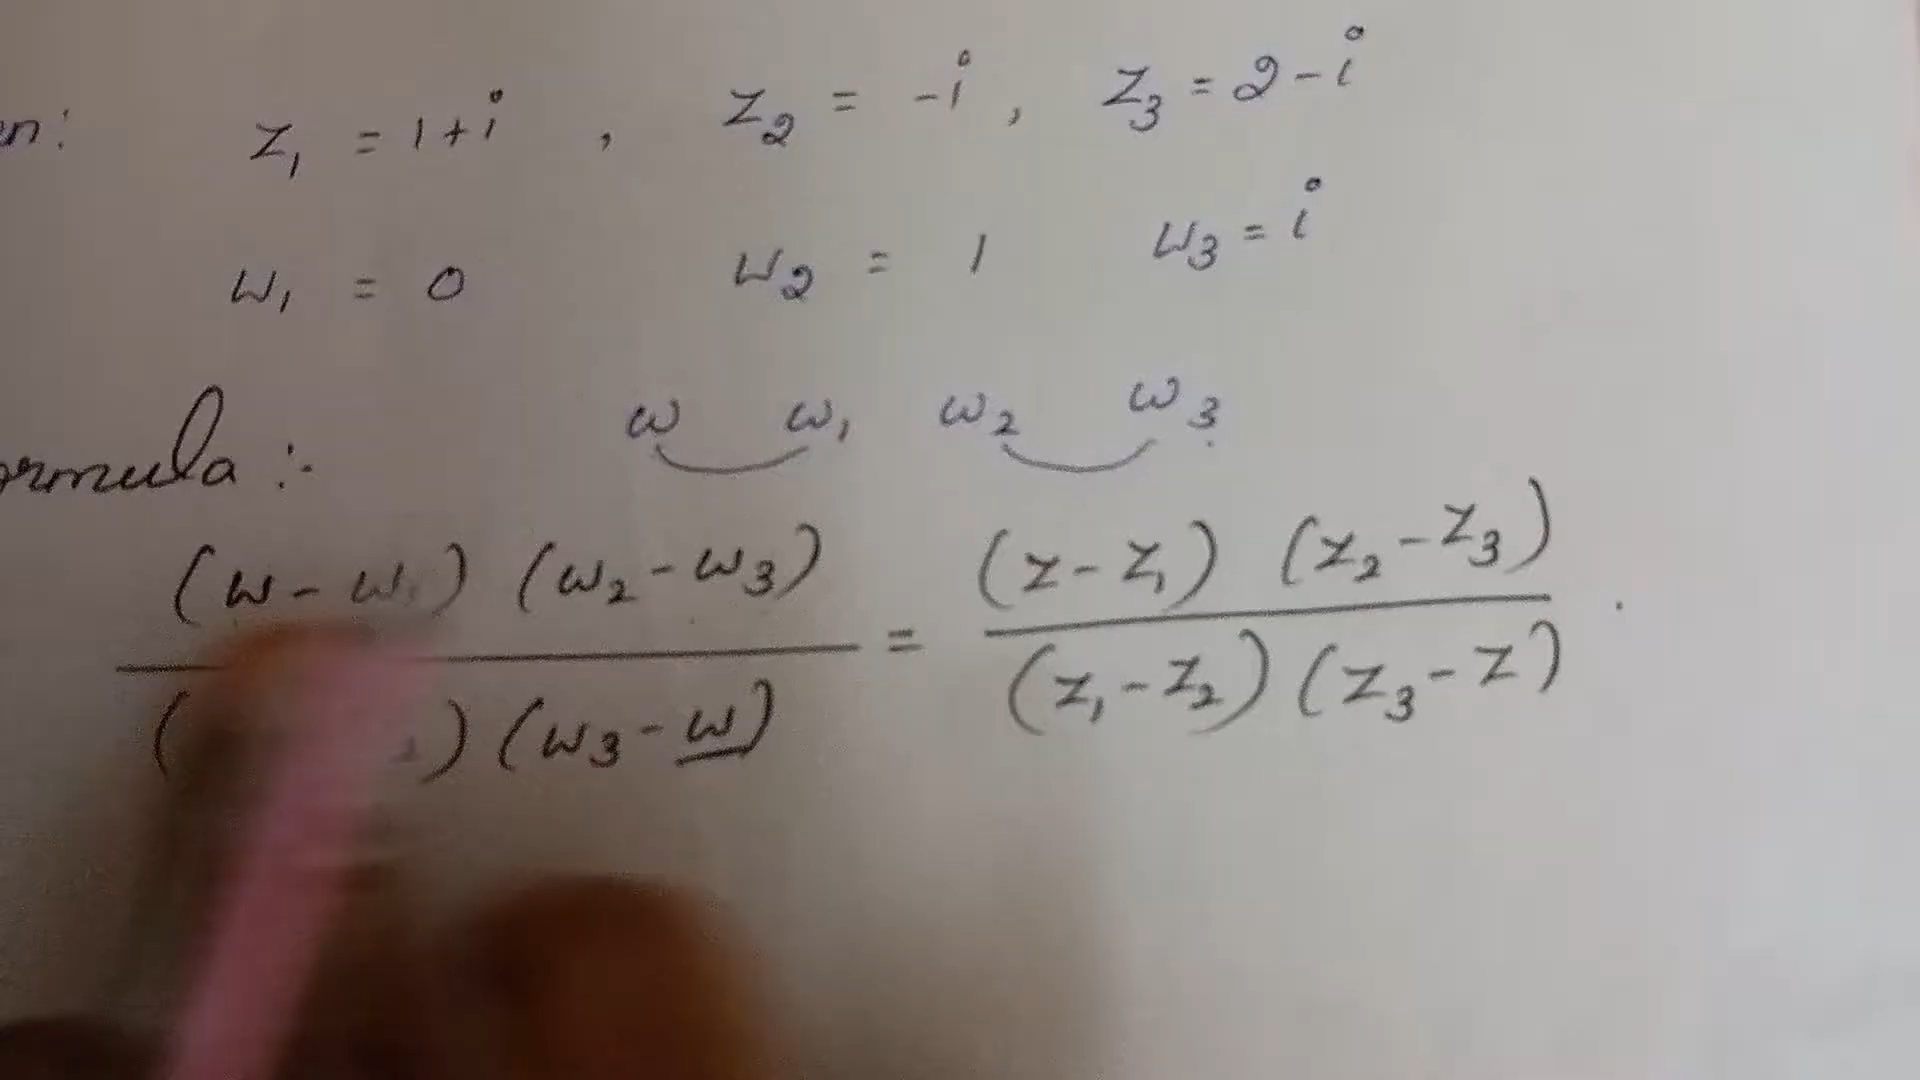 en: z₁ = 1+i , z₂ = -i , z₃ = 2-i
w₁ = 0 w₂ = 1 w₃ = i
ormula :- w w₁ w₂ w₃
(w - w₁) (w₂ - w₃) = (z - z₁) (z₂ - z₃) .
( ) (w₃ - w) (z₁ - z₂) (z₃ - z)